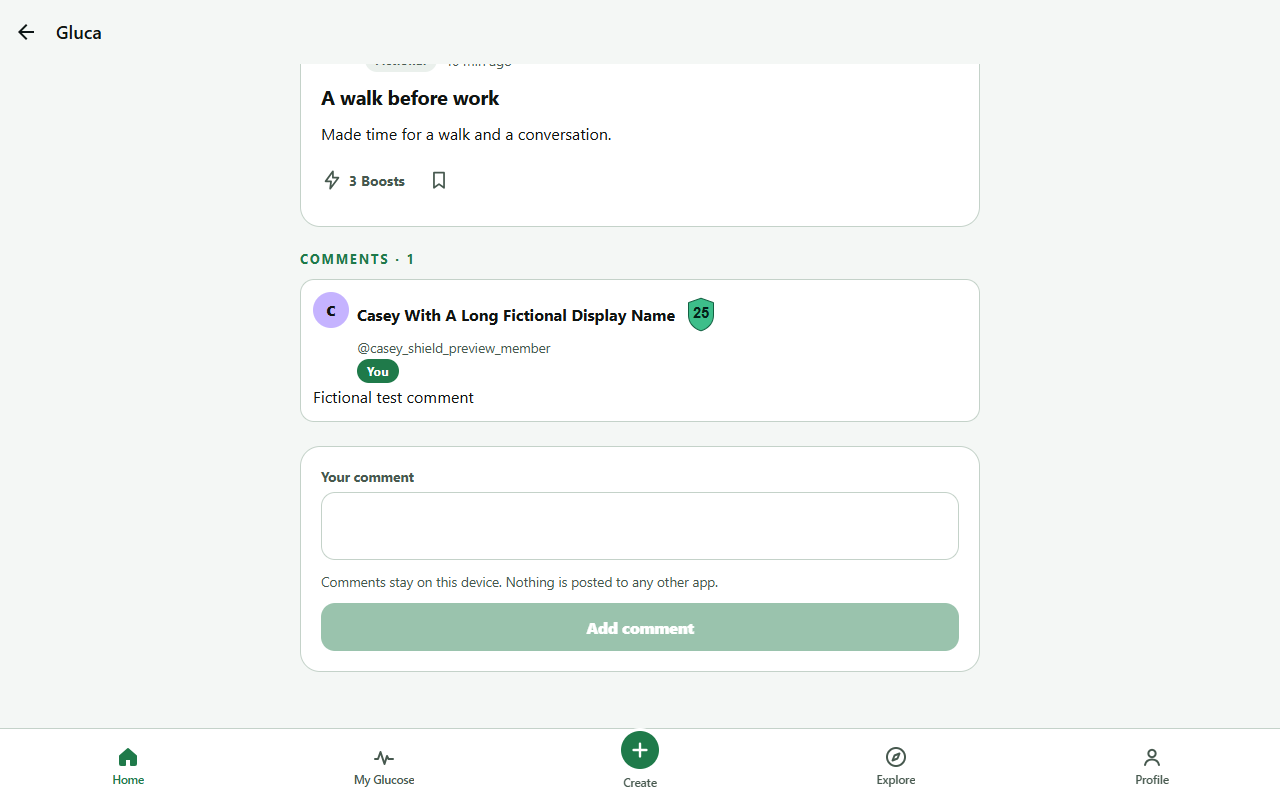 Gluca
A walk before work
Made time for a walk and a conversation.
3 Boosts
COMMENTS · 1
C
Casey With A Long Fictional Display Name
25
@casey_shield_preview_member
You
Fictional test comment
Your comment
Comments stay on this device. Nothing is posted to any other app.
Add comment
Home
My Glucose
Create
Explore
Profile